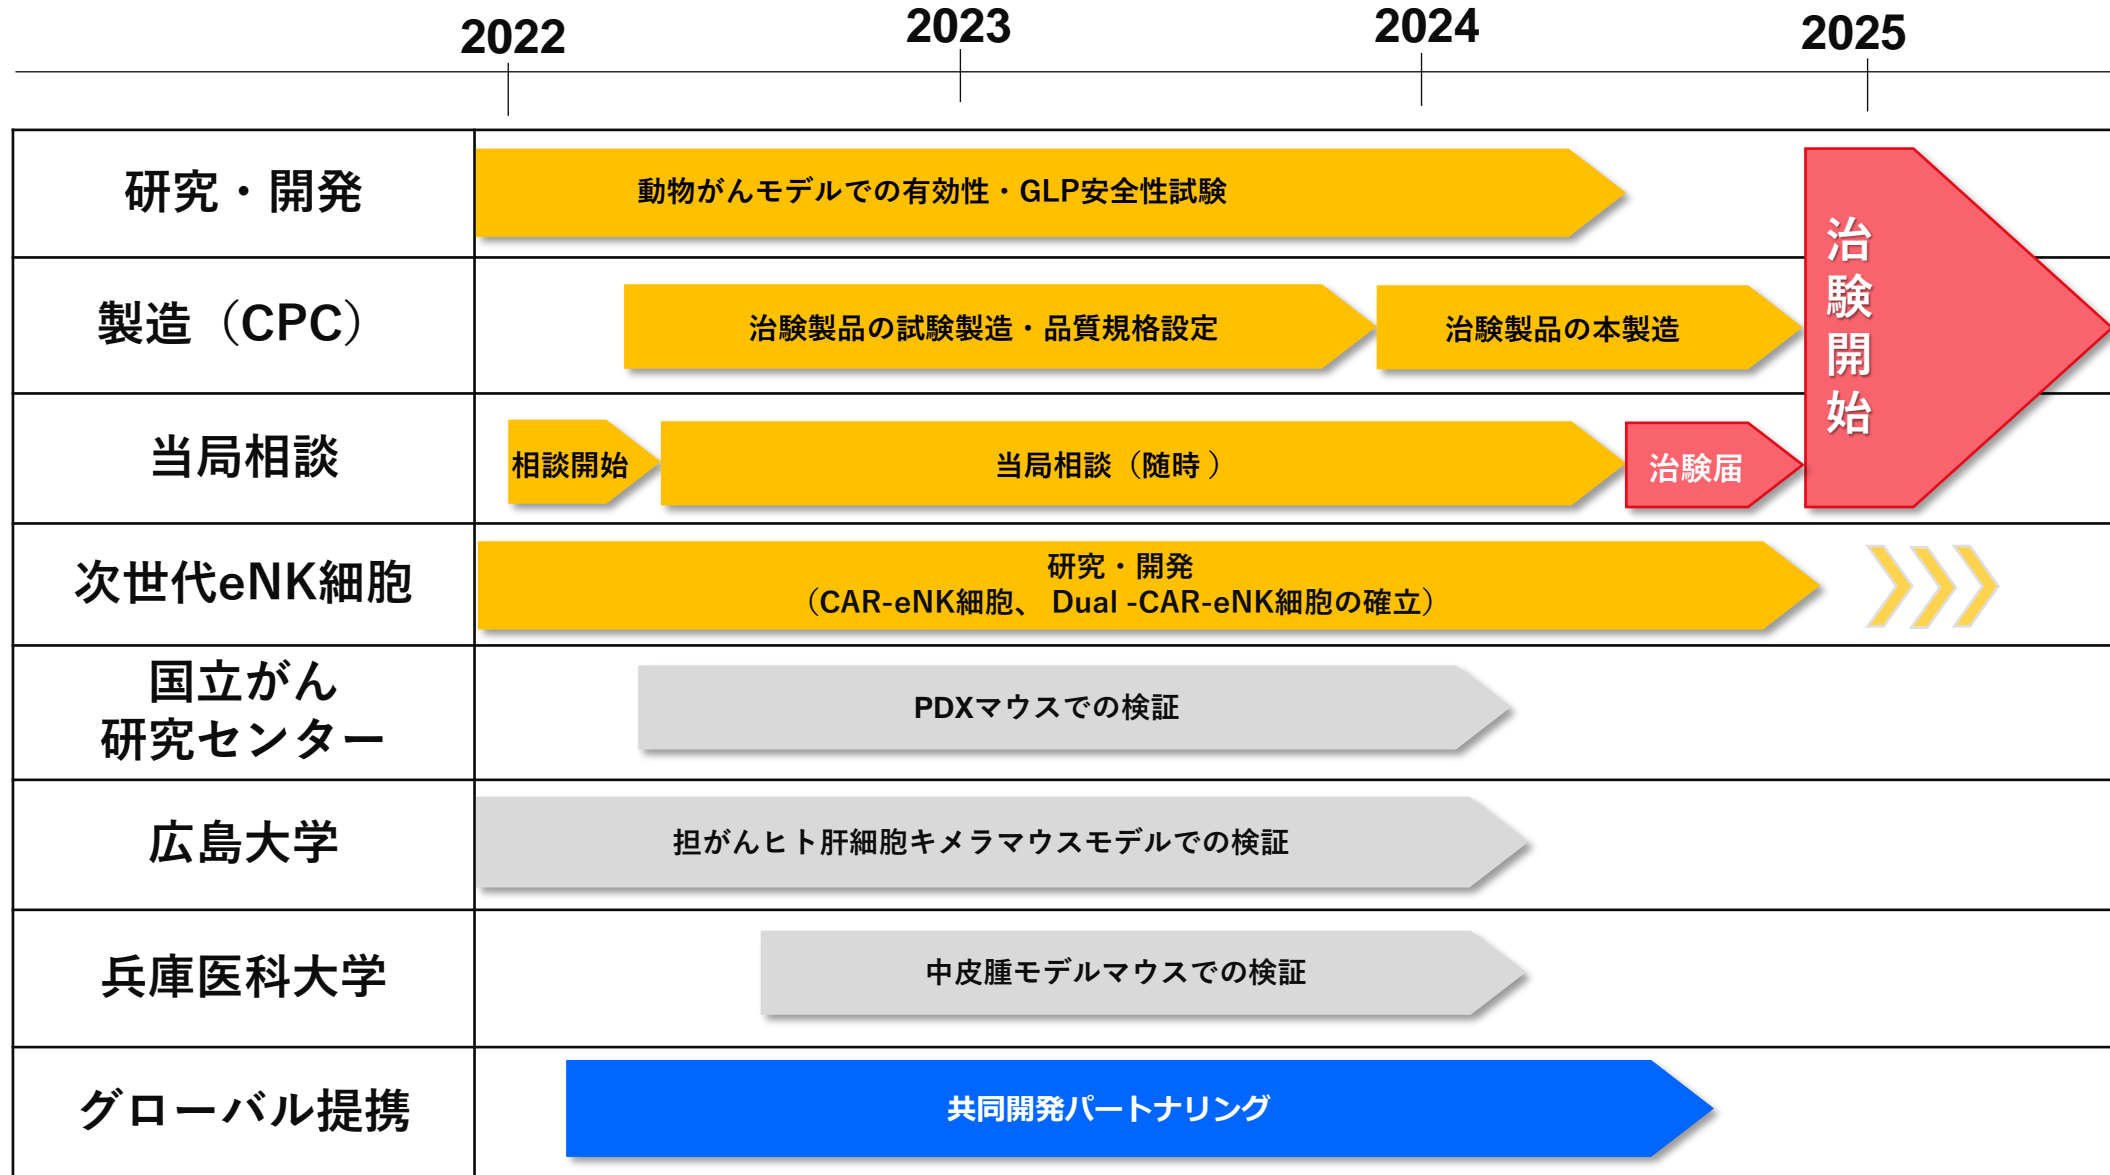 2022
2023
2024
2025
研究・開発
動物がんモデルでの有効性・GLP安全性試験
治験開始
製造（CPC）
治験製品の試験製造・品質規格設定
治験製品の本製造
当局相談
相談開始
当局相談（随時）
治験届
次世代eNK細胞
研究・開発
（CAR-eNK細胞、 Dual -CAR-eNK細胞の確立）
国立がん
研究センター
PDXマウスでの検証
広島大学
担がんヒト肝細胞キメラマウスモデルでの検証
兵庫医科大学
中皮腫モデルマウスでの検証
グローバル提携
共同開発パートナリング